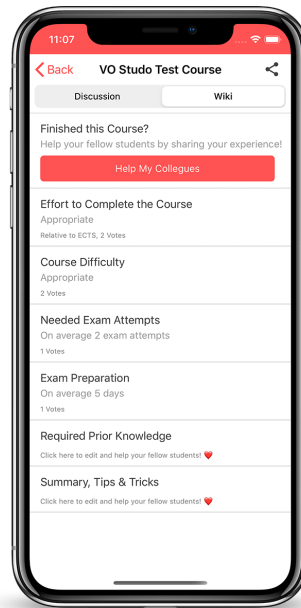 11:07
Back VO Studo Test Course
Discussion Wiki
Finished this Course?
Help your fellow students by sharing your experience!
Help My Collegues
Effort to Complete the Course
Appropriate
Relative to ECTS, 2 Votes
Course Difficulty
Appropriate
2 Votes
Needed Exam Attempts
On average 2 exam attempts
1 Votes
Exam Preparation
On average 5 days
1 Votes
Required Prior Knowledge
Click here to edit and help your fellow students! ❤️
Summary, Tips & Tricks
Click here to edit and help your fellow students! ❤️